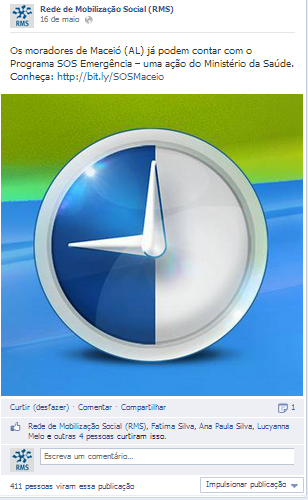 Rede de Mobilização Social (RMS)
16 de maio
RMS
Os moradores de Maceió (AL) já podem contar com o
Programa SOS Emergência – uma ação do Ministério da Saúde.
Conheça: http://bit.ly/SOSMaceio
Curtir (desfazer) · Comentar · Compartilhar
1
Rede de Mobilização Social (RMS), Fatima Silva, Ana Paula Silva, Lucyanna
Melo e outras 4 pessoas curtiram isso.
RMS
Escreva um comentário...
411 pessoas viram essa publicação
Impulsionar publicação